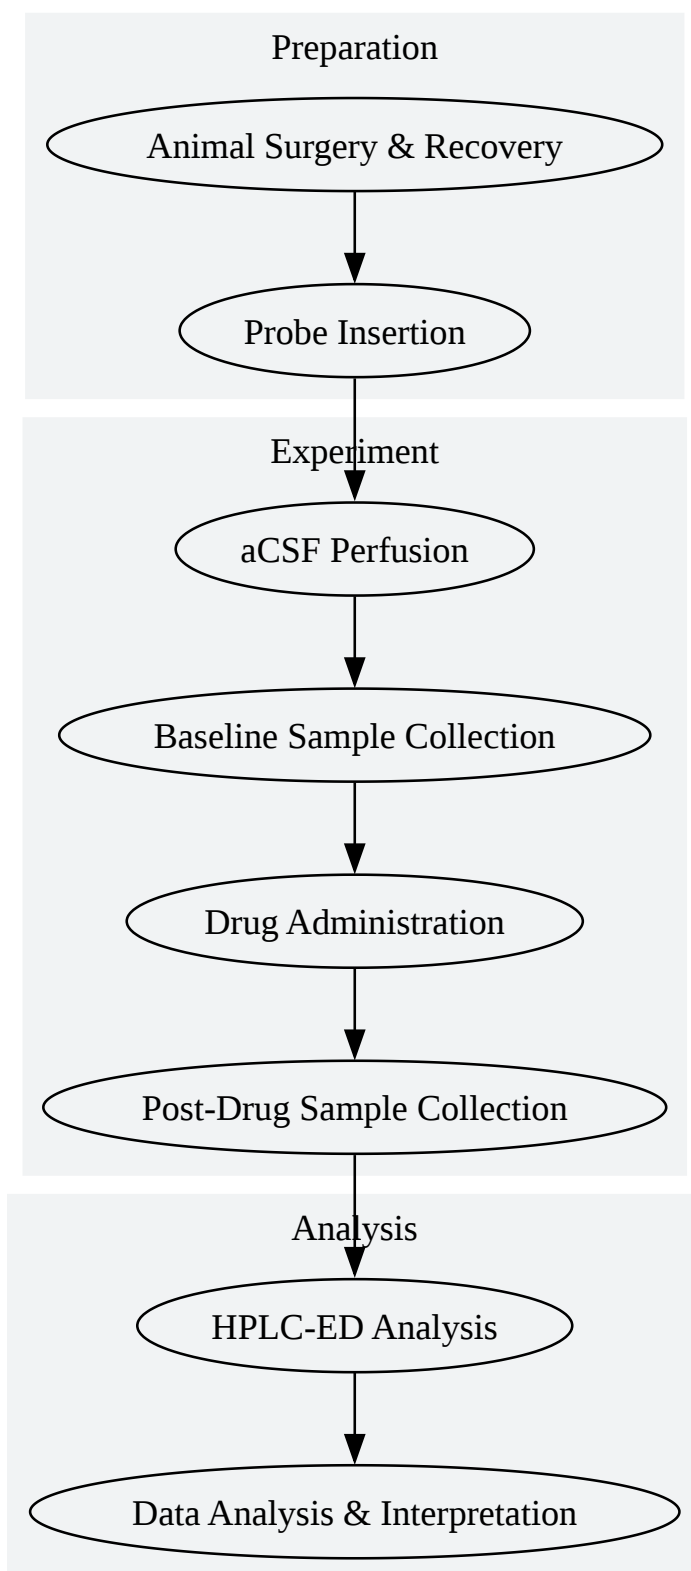 Preparation
Animal Surgery & Recovery
Probe Insertion
Experiment
aCSF Perfusion
Baseline Sample Collection
Drug Administration
Post-Drug Sample Collection
Analysis
HPLC-ED Analysis
Data Analysis & Interpretation